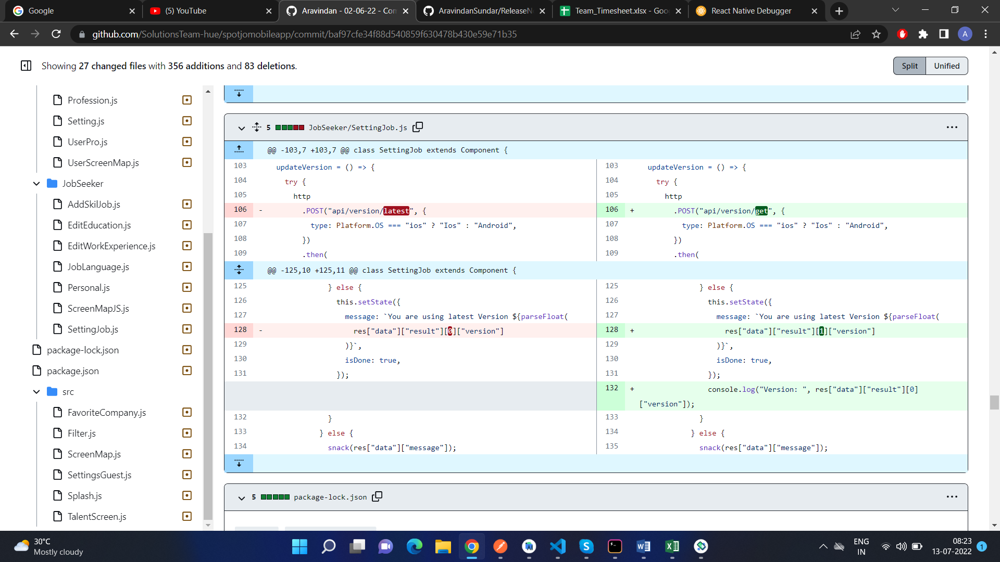 Google
(5) YouTube
Aravindan - 02-06-22 - Com
AravindanSundar/ReleaseNo
Team_Timesheet.xlsx - Goo
React Native Debugger
github.com/SolutionsTeam-hue/spotjomobileapp/commit/baf97cfe34f88d540859f630478b430e59e71b35
A
Showing 27 changed files with 356 additions and 83 deletions.
Split
Unified
Profession.js
Setting.js
UserPro.js
UserScreenMap.js
JobSeeker
AddSkilJob.js
EditEducation.js
EditWorkExperience.js
JobLanguage.js
Personal.js
ScreenMapJS.js
SettingJob.js
package-lock.json
package.json
src
FavoriteCompany.js
Filter.js
ScreenMap.js
SettingsGuest.js
Splash.js
TalentScreen.js
5 JobSeeker/SettingJob.js
@@ -103,7 +103,7 @@ class SettingJob extends Component {
103 updateVersion = () => {
104 try {
105 http
106 - .POST("api/version/latest", {
107 type: Platform.OS === "ios" ? "Ios" : "Android",
108 })
109 .then(
103 updateVersion = () => {
104 try {
105 http
106 + .POST("api/version/get", {
107 type: Platform.OS === "ios" ? "Ios" : "Android",
108 })
109 .then(
@@ -125,10 +125,11 @@ class SettingJob extends Component {
125 } else {
126 this.setState({
127 message: `You are using latest Version ${parseFloat(
128 - res["data"]["result"][0]["version"]
129 )}`,
130 isDone: true,
131 });
132 }
133 } else {
134 snack(res["data"]["message"]);
125 } else {
126 this.setState({
127 message: `You are using latest Version ${parseFloat(
128 + res["data"]["result"][1]["version"]
129 )}`,
130 isDone: true,
131 });
132 + console.log("Version: ", res["data"]["result"][0]
["version"]);
133 }
134 } else {
135 snack(res["data"]["message"]);
5 package-lock.json
30°C
Mostly cloudy
ENG
IN
08:23
13-07-2022
1